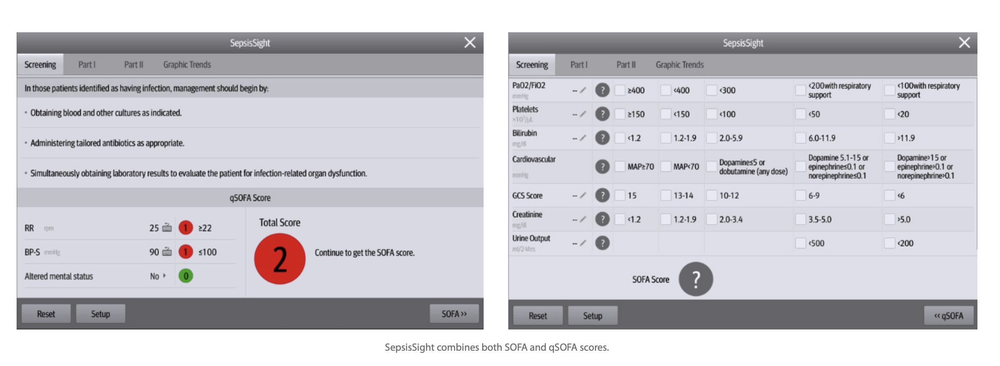 SepsisSight
Screening Part I Part II Graphic Trends
In those patients identified as having infection, management should begin by:
• Obtaining blood and other cultures as indicated.
• Administering tailored antibiotics as appropriate.
• Simultaneously obtaining laboratory results to evaluate the patient for infection-related organ dysfunction.
qSOFA Score
RR rpm 25 1 ≥22
BP-S mmHg 90 1 ≤100
Altered mental status No 0
Total Score
2 Continue to get the SOFA score.
Reset Setup SOFA >>
SepsisSight
Screening Part I Part II Graphic Trends
PaO2/FiO2 mmHg -- ? ≥400 <400 <300 <200with respiratory support <100with respiratory support
Platelets ×10³/µL -- ? ≥150 <150 <100 <50 <20
Bilirubin mg/dl -- ? <1.2 1.2-1.9 2.0-5.9 6.0-11.9 >11.9
Cardiovascular mmHg ? MAP≥70 MAP<70 Dopamine≤5 or dobutamine (any dose) Dopamine 5.1-15 or epinephrine≤0.1 or norepinephrine≤0.1 Dopamine>15 or epinephrine>0.1 or norepinephrine>0.1
GCS Score -- ? 15 13-14 10-12 6-9 <6
Creatinine mg/dl -- ? <1.2 1.2-1.9 2.0-3.4 3.5-5.0 >5.0
Urine Output ml/24hrs -- ? <500 <200
SOFA Score ?
Reset Setup << qSOFA
SepsisSight combines both SOFA and qSOFA scores.